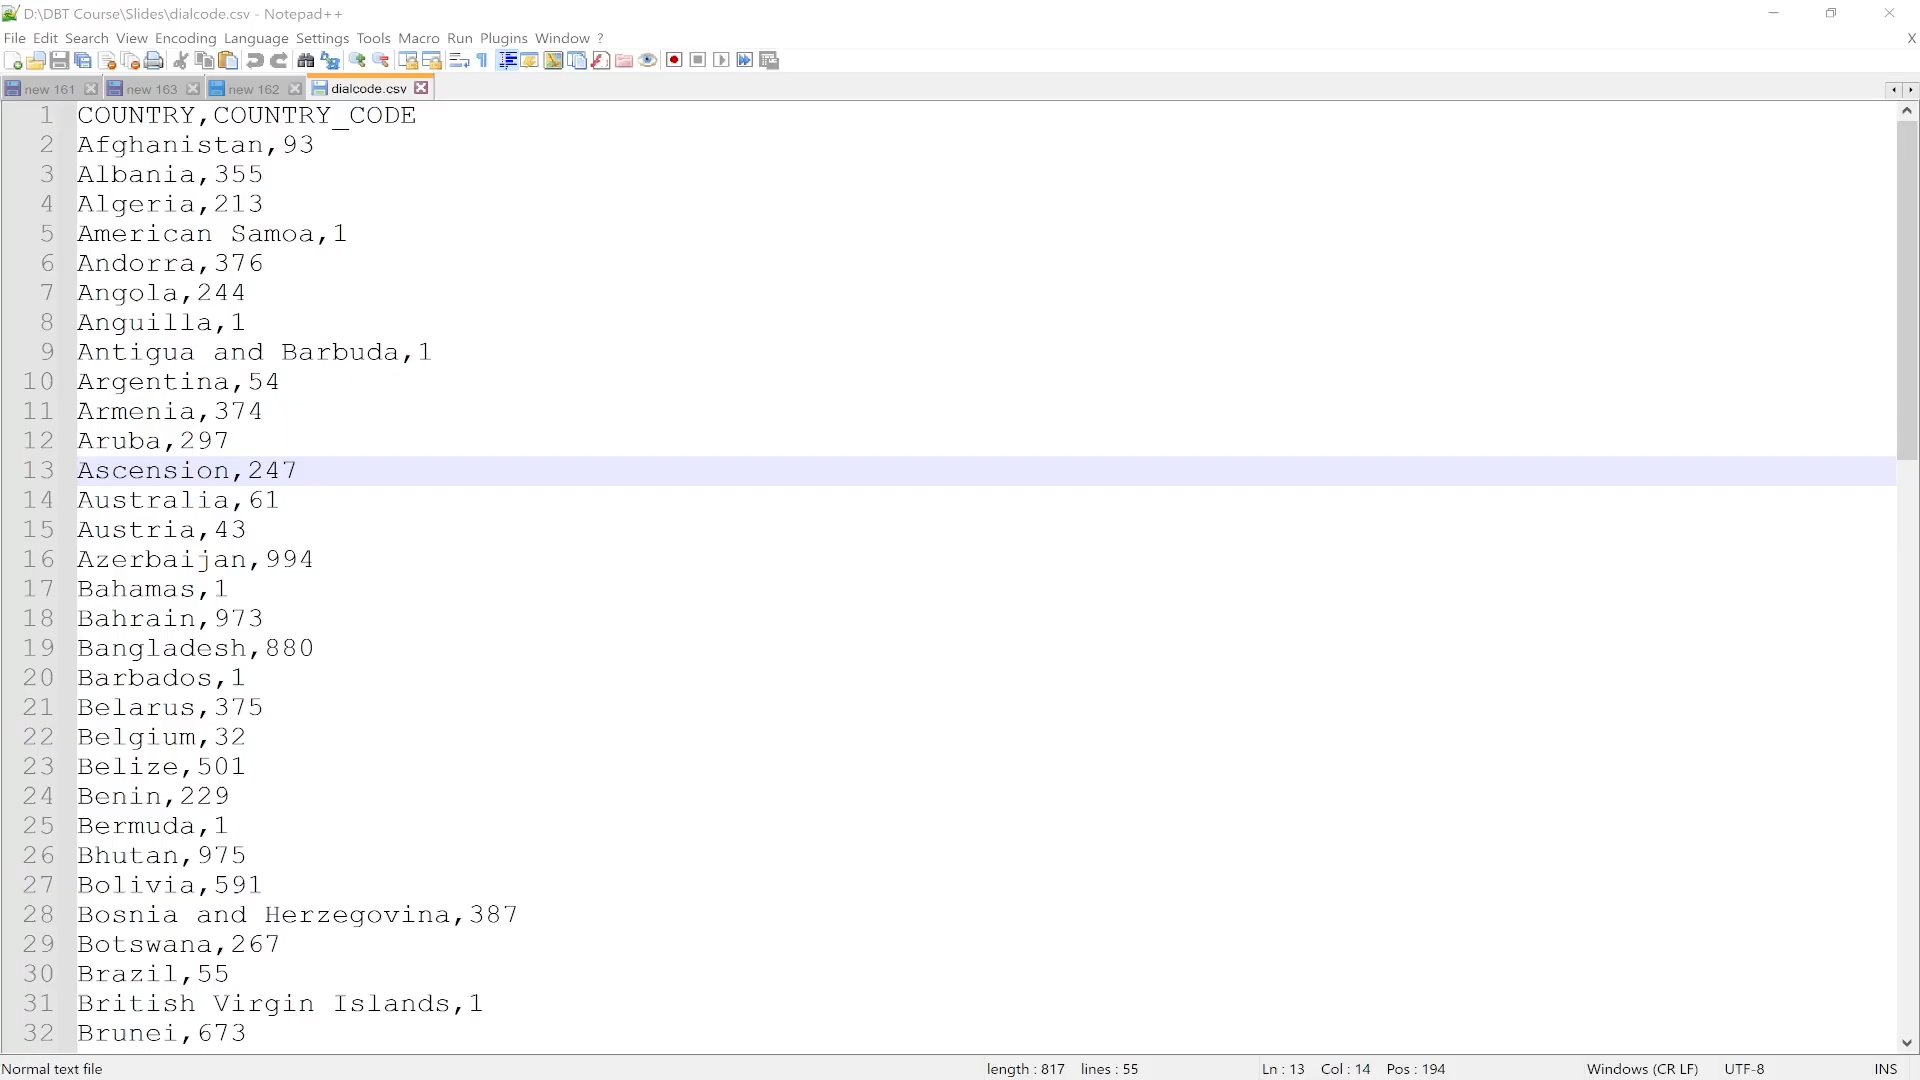 D:\DBT Course\Slides\dialcode.csv - Notepad++
File Edit Search View Encoding Language Settings Tools Macro Run Plugins Window ? X
new 161 new 163 new 162 dialcode.csv
1 COUNTRY,COUNTRY_CODE
2 Afghanistan,93
3 Albania,355
4 Algeria,213
5 American Samoa,1
6 Andorra,376
7 Angola,244
8 Anguilla,1
9 Antigua and Barbuda,1
10 Argentina,54
11 Armenia,374
12 Aruba,297
13 Ascension,247
14 Australia,61
15 Austria,43
16 Azerbaijan,994
17 Bahamas,1
18 Bahrain,973
19 Bangladesh,880
20 Barbados,1
21 Belarus,375
22 Belgium,32
23 Belize,501
24 Benin,229
25 Bermuda,1
26 Bhutan,975
27 Bolivia,591
28 Bosnia and Herzegovina,387
29 Botswana,267
30 Brazil,55
31 British Virgin Islands,1
32 Brunei,673
Normal text file length : 817 lines : 55 Ln : 13 Col : 14 Pos : 194 Windows (CR LF) UTF-8 INS